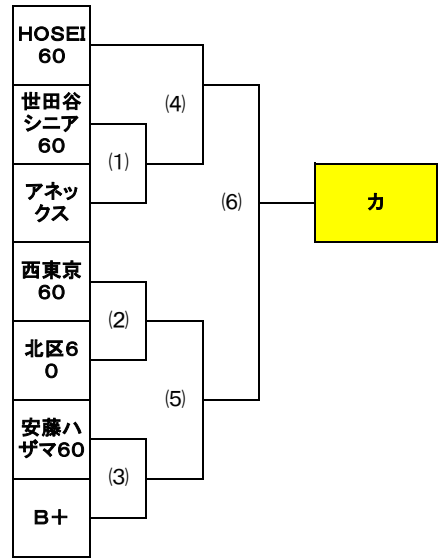 HOSEI
60
世田谷
シニア
60
(4)
(1)
アネッ
クス
(6)
カ
西東京
60
(2)
北区6
0
(5)
安藤ハ
ザマ60
(3)
B+